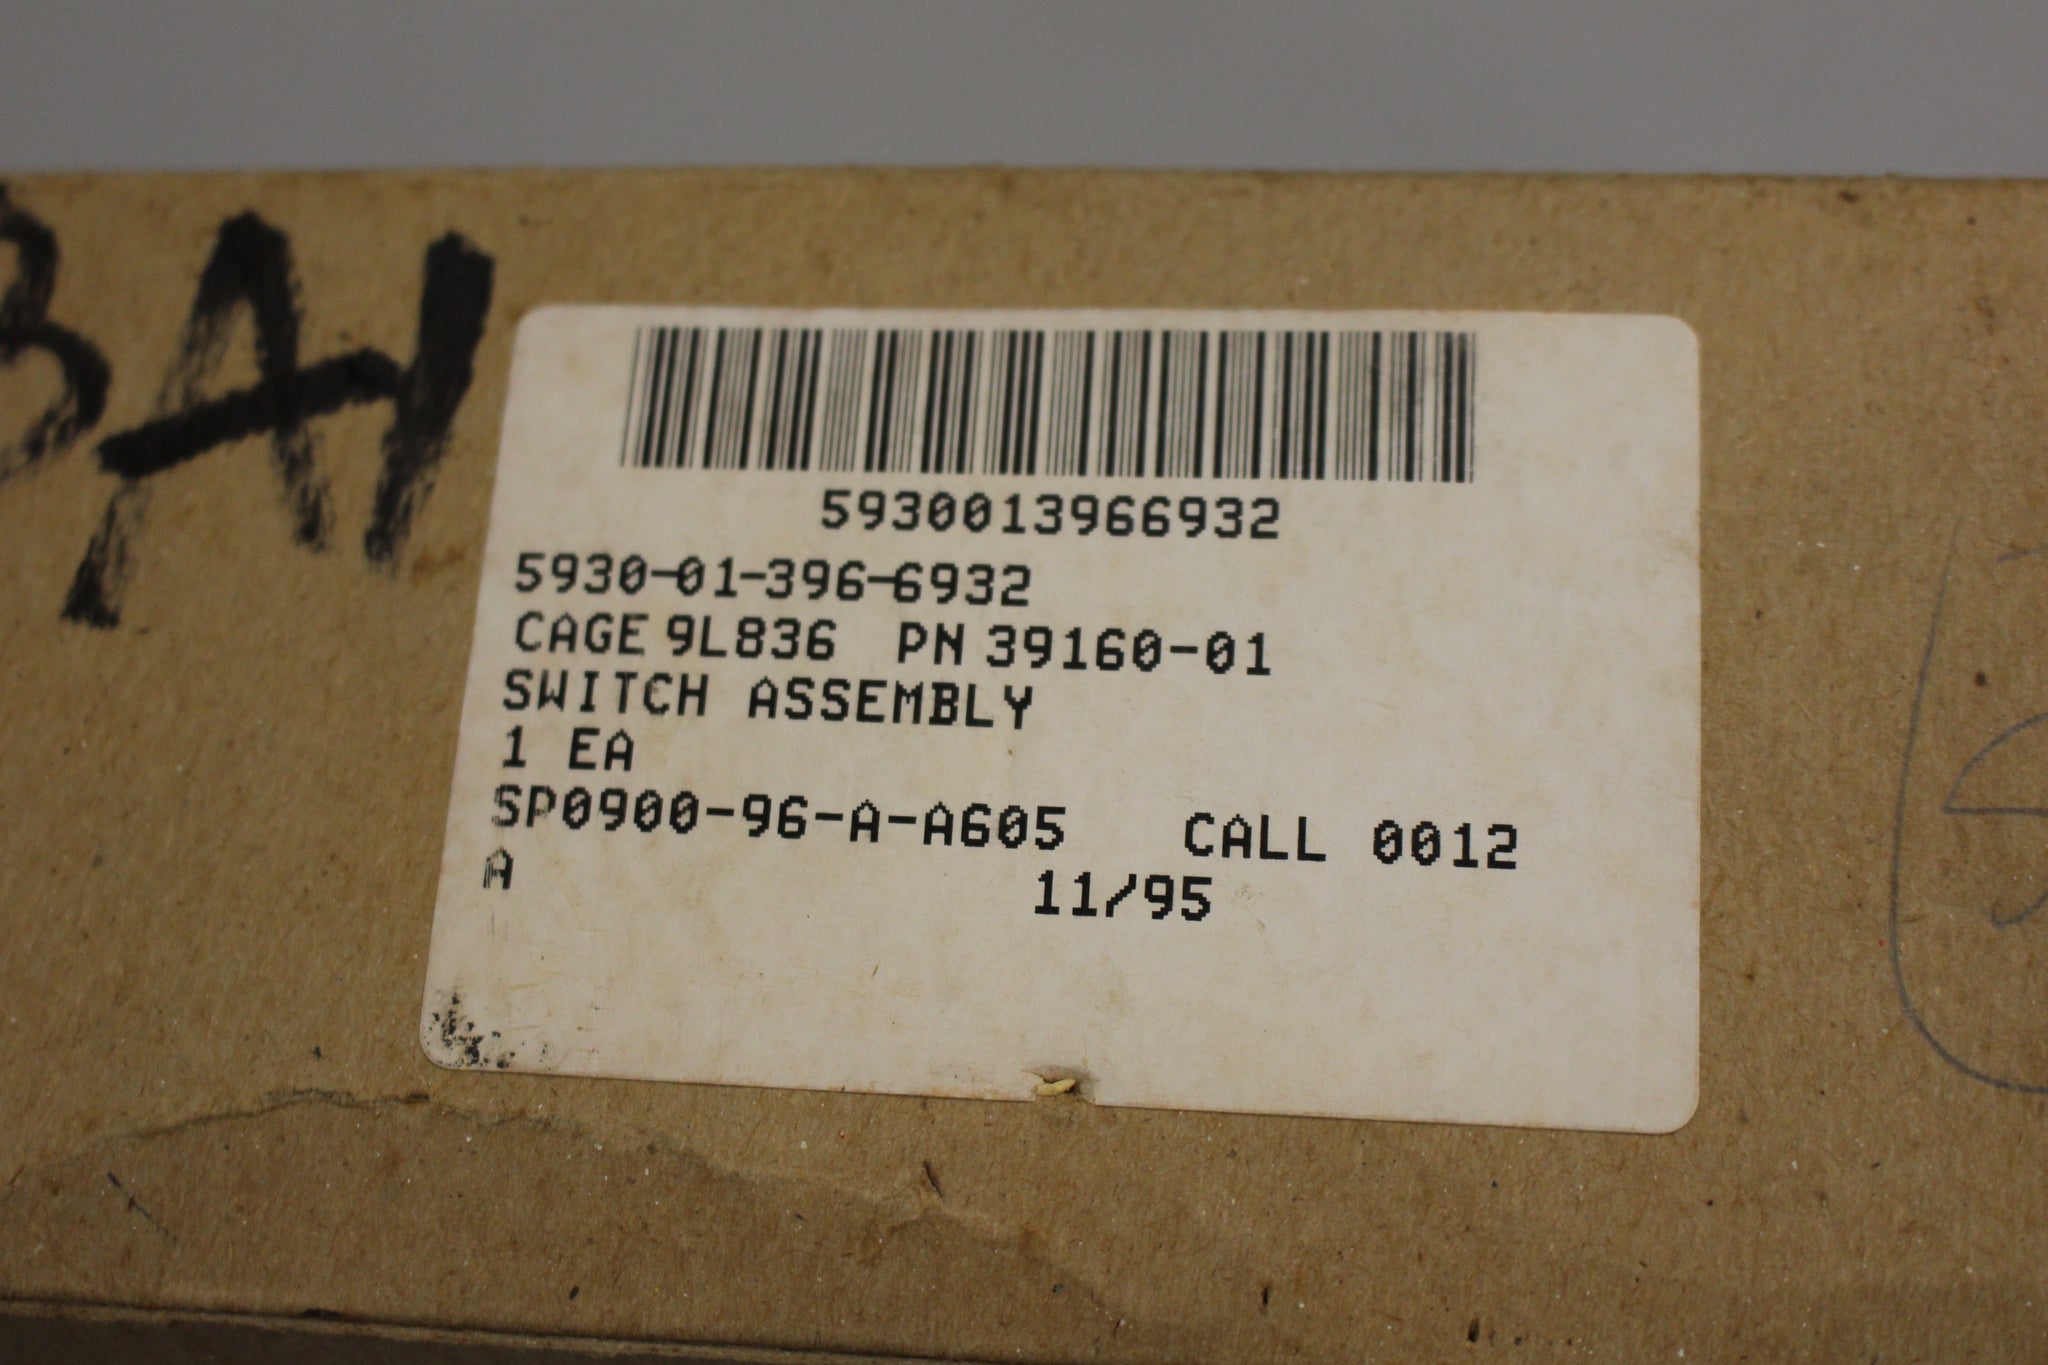 5930013966932
5930-01-396-6932
CAGE 9L836 PN 39160-01
SWITCH ASSEMBLY
1 EA
SP0900-96-A-A605 CALL 0012
A 11/95